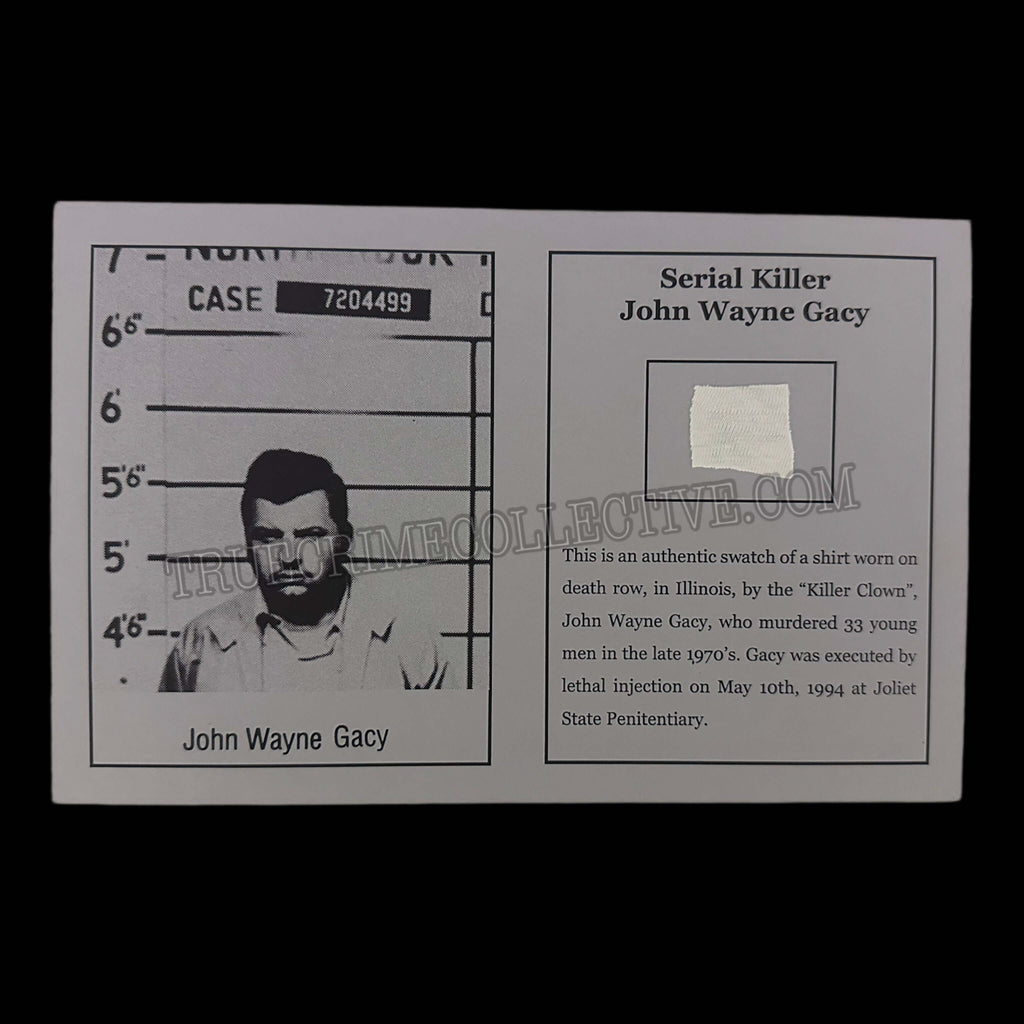 CASE 7204499
6'6"
6'
5'6"
5'
4'6"
John Wayne Gacy
Serial Killer
John Wayne Gacy
This is an authentic swatch of a shirt worn on
death row, in Illinois, by the “Killer Clown”,
John Wayne Gacy, who murdered 33 young
men in the late 1970’s. Gacy was executed by
lethal injection on May 10th, 1994 at Joliet
State Penitentiary.
TRUECRIMECOLLECTIVE.COM